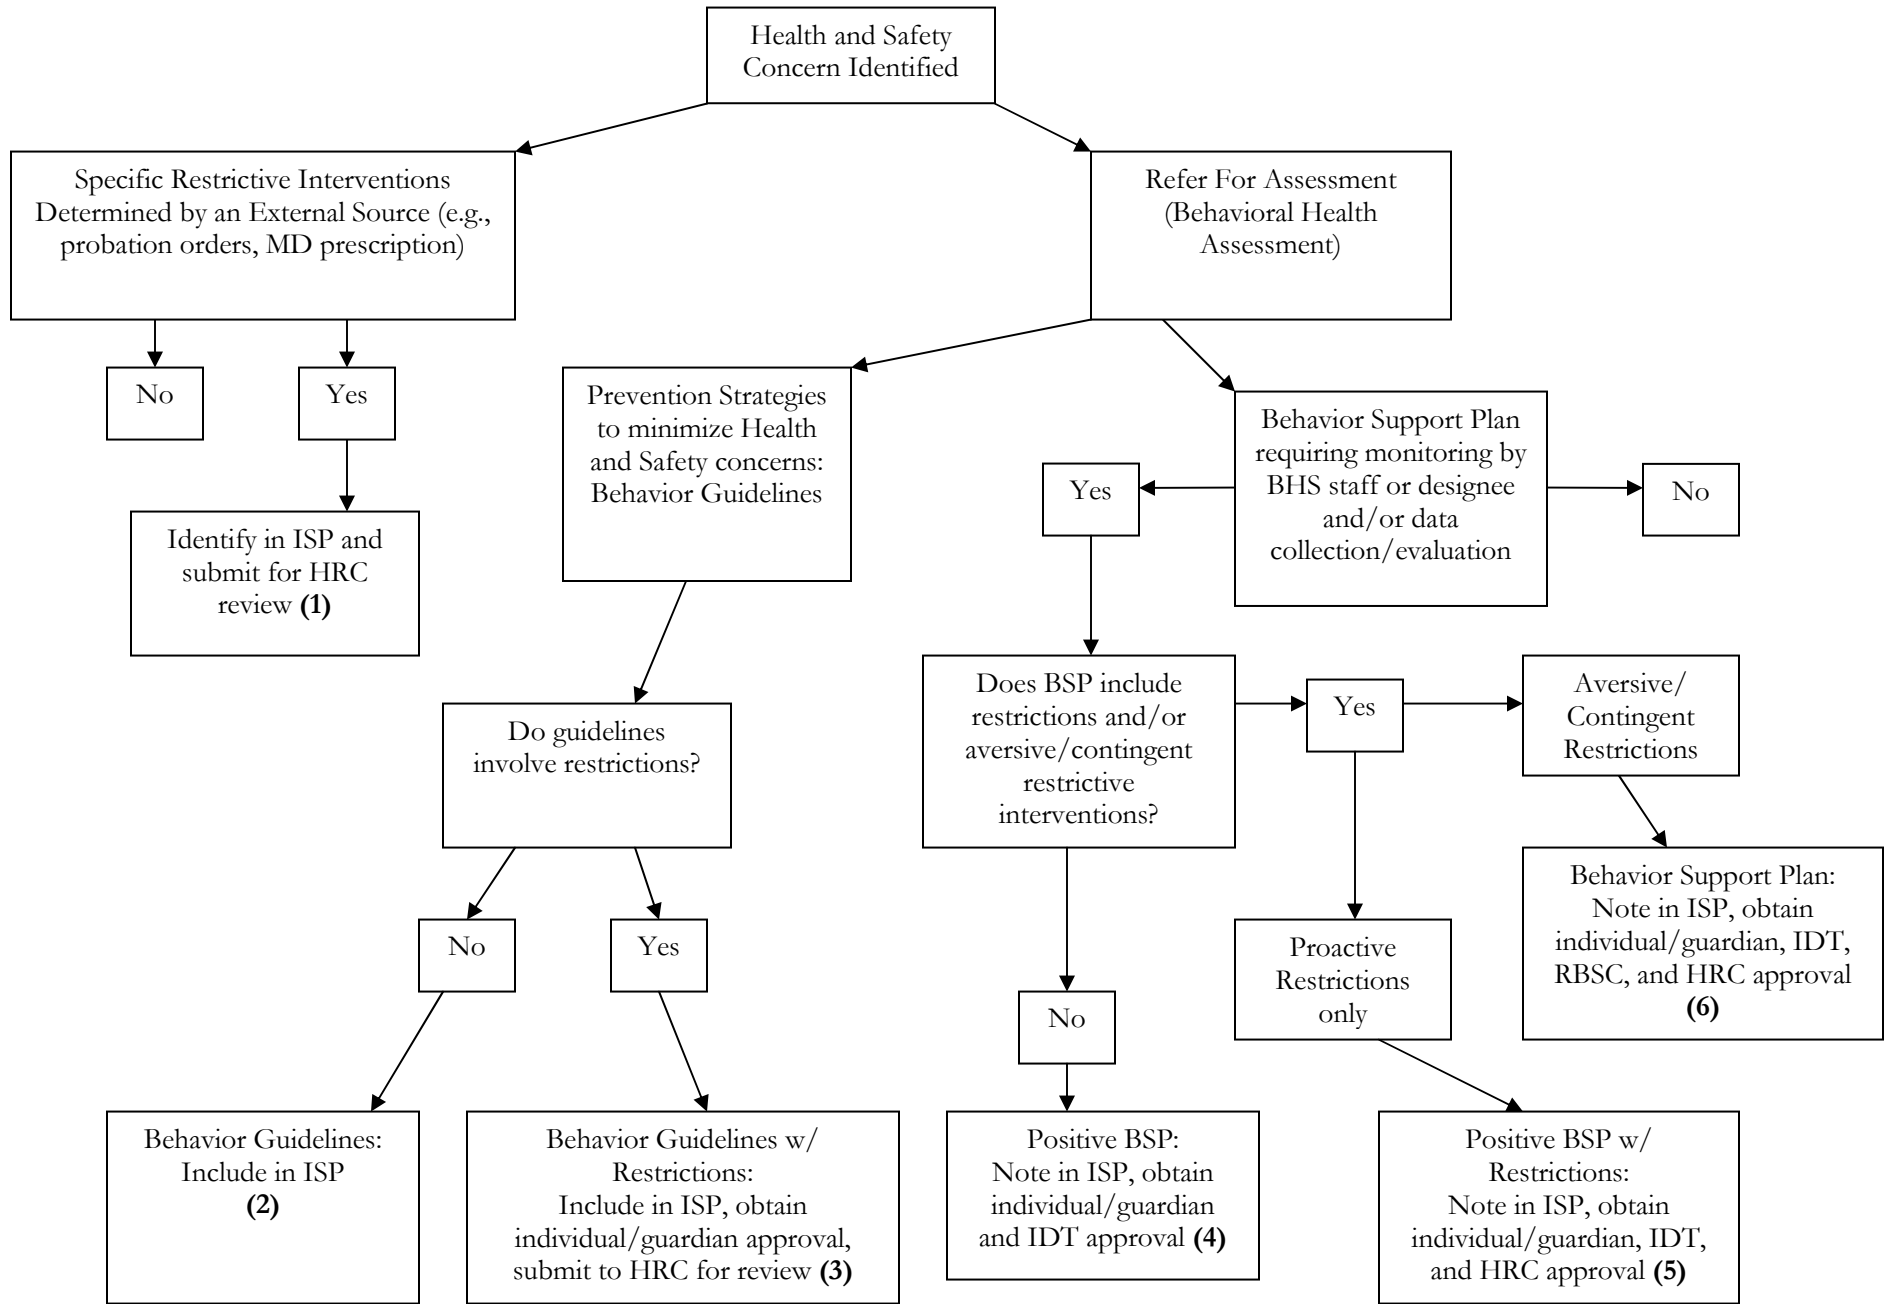 Health and Safety
Concern Identified
Specific Restrictive Interventions
Determined by an External Source (e.g.,
probation orders, MD prescription)
Refer For Assessment
(Behavioral Health
Assessment)
No
Yes
Identify in ISP and
submit for HRC
review (1)
Prevention Strategies
to minimize Health
and Safety concerns:
Behavior Guidelines
Behavior Support Plan
requiring monitoring by
BHS staff or designee
and/or data
collection/evaluation
Yes
No
Do guidelines
involve restrictions?
Does BSP include
restrictions and/or
aversive/contingent
restrictive
interventions?
Yes
Aversive/
Contingent
Restrictions
No
Yes
No
Proactive
Restrictions
only
Behavior Support Plan:
Note in ISP, obtain
individual/guardian, IDT,
RBSC, and HRC approval
(6)
Behavior Guidelines:
Include in ISP
(2)
Behavior Guidelines w/
Restrictions:
Include in ISP, obtain
individual/guardian approval,
submit to HRC for review (3)
Positive BSP:
Note in ISP, obtain
individual/guardian
and IDT approval (4)
Positive BSP w/
Restrictions:
Note in ISP, obtain
individual/guardian, IDT,
and HRC approval (5)